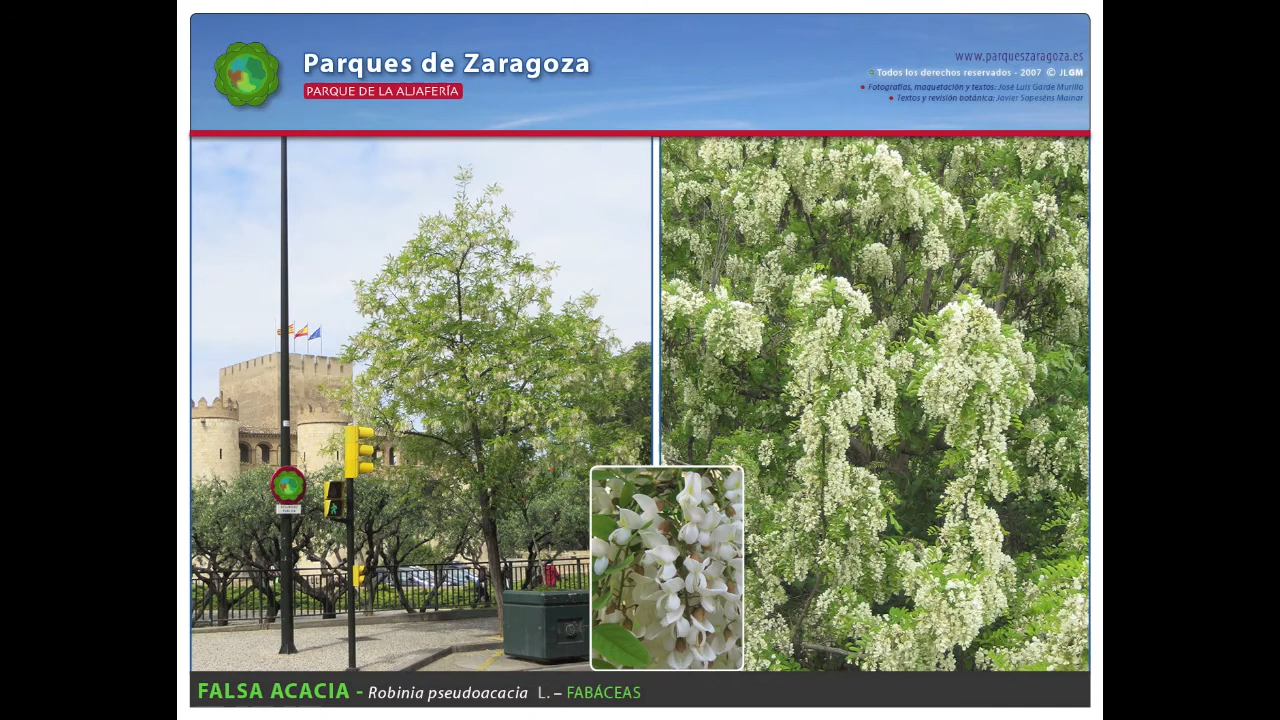 Parques de Zaragoza
PARQUE DE LA ALJAFERÍA
www.parqueszaragoza.es
Todos los derechos reservados - 2007 © JLGM
Fotografías, maquetación y textos: José Luis Garde Murillo
Textos y revisión botánica: Javier Sopeséns Mainar
FALSA ACACIA - Robinia pseudoacacia L. – FABÁCEAS